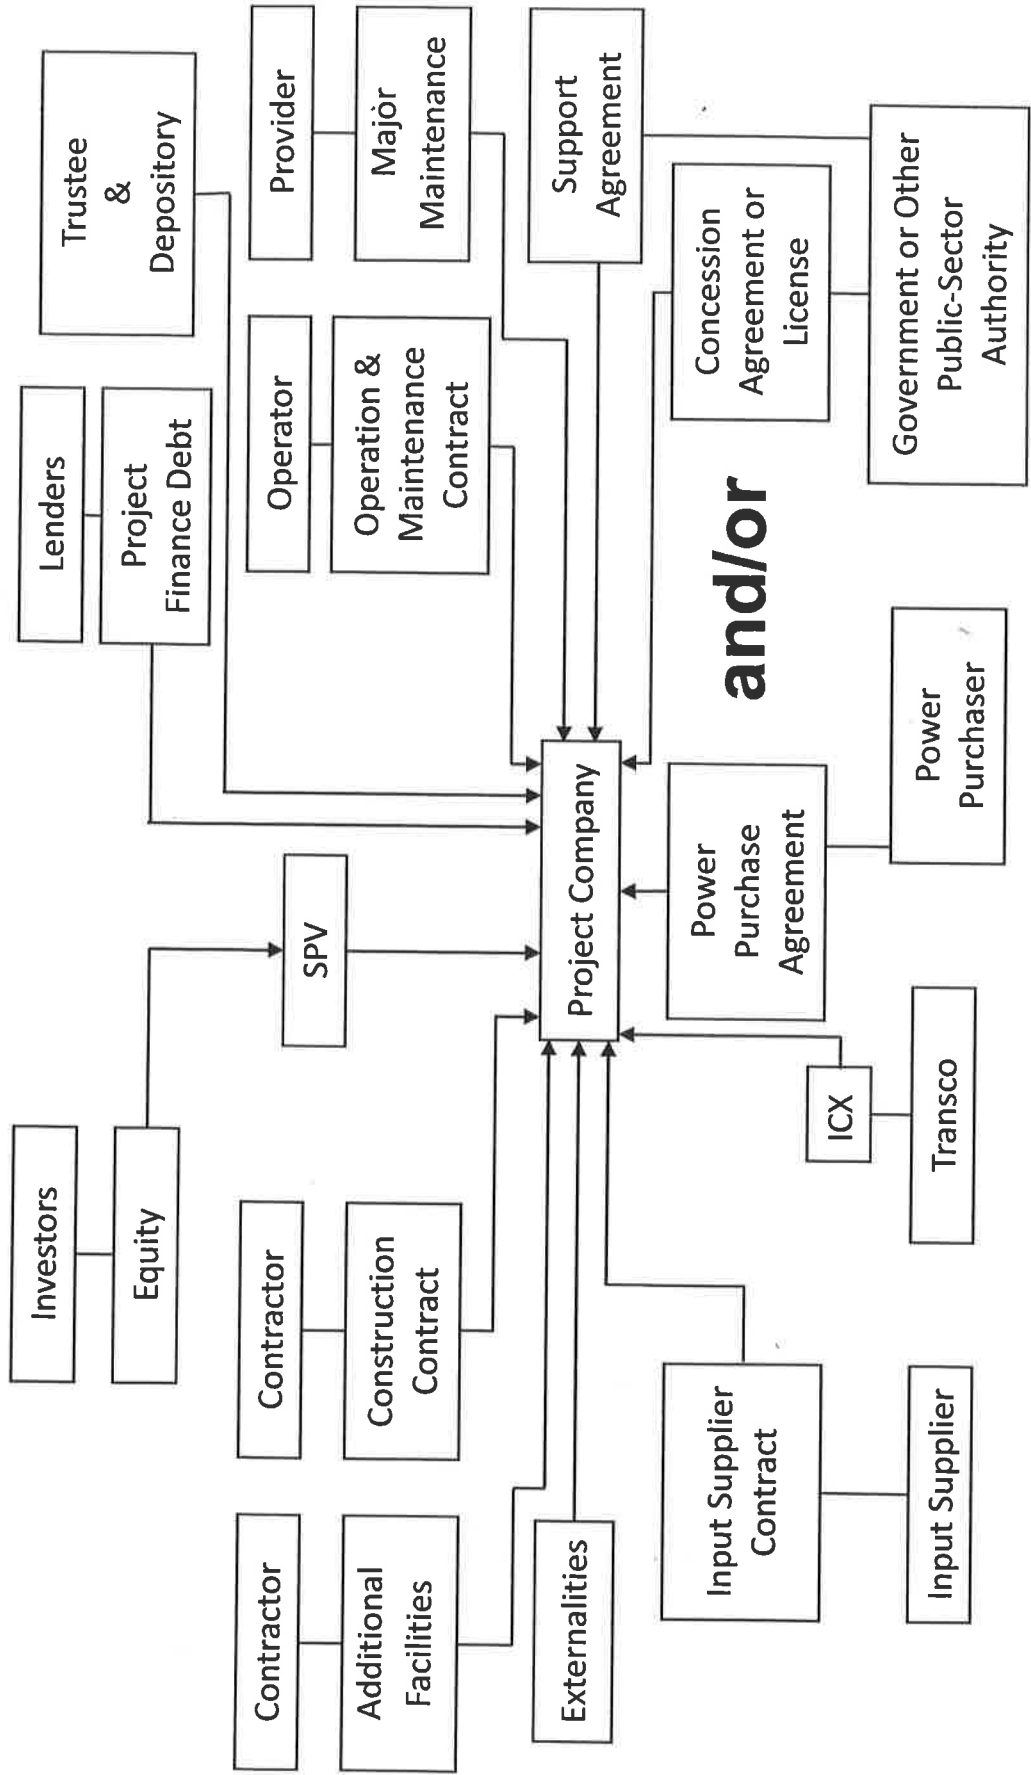 Investors
Equity
Lenders
Project
Finance Debt
Trustee
&
Depository
Contractor
Additional
Facilities
Contractor
Construction
Contract
SPV
Operator
Operation &
Maintenance
Contract
Provider
Major
Maintenance
Externalities
Project Company
Support
Agreement
Input Supplier
Contract
Input Supplier
ICX
Transco
Power
Purchase
Agreement
Power
Purchaser
and/or
Concession
Agreement or
License
Government or Other
Public-Sector
Authority